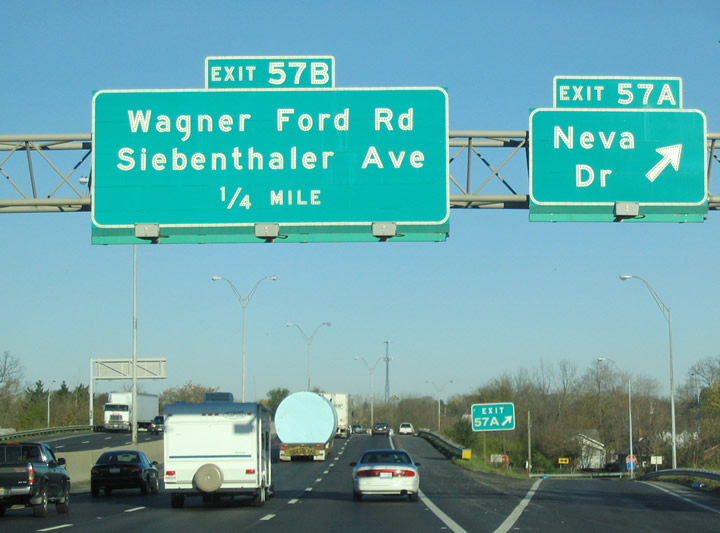 EXIT 57B
Wagner Ford Rd
Siebenthaler Ave
1/4 MILE
EXIT 57A
Neva
Dr
EXIT
57A